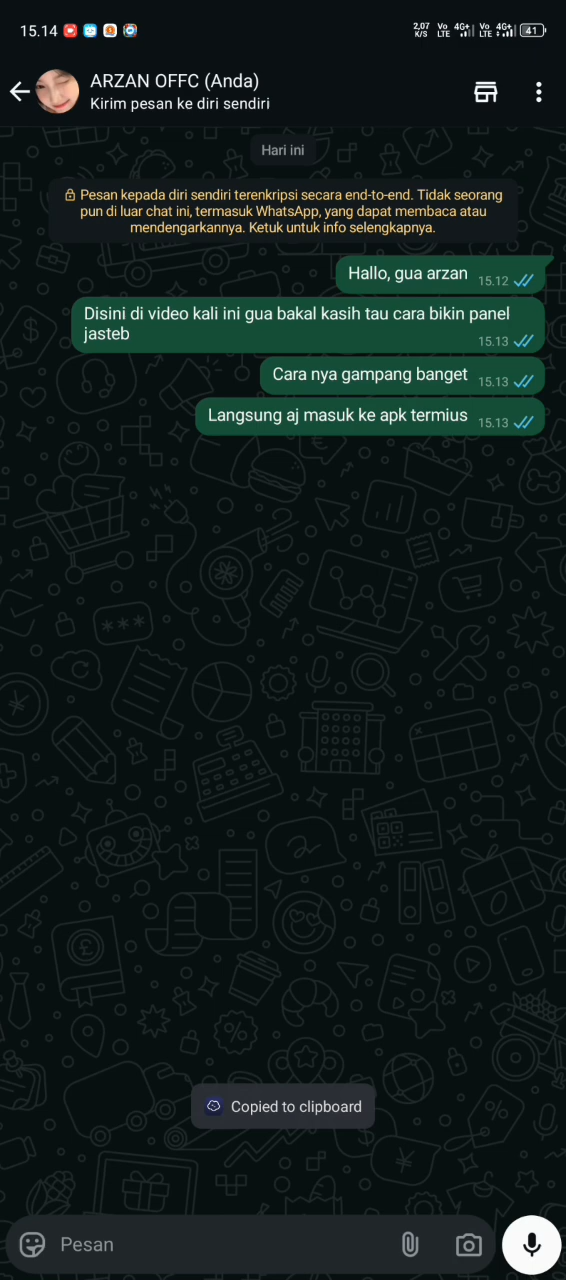 15.14
2,07 K/S Vo LTE 4G+ Vo LTE 4G+ 41
ARZAN OFFC (Anda)
Kirim pesan ke diri sendiri
Hari ini
Pesan kepada diri sendiri terenkripsi secara end-to-end. Tidak seorang
pun di luar chat ini, termasuk WhatsApp, yang dapat membaca atau
mendengarkannya. Ketuk untuk info selengkapnya.
Hallo, gua arzan 15.12
Disini di video kali ini gua bakal kasih tau cara bikin panel
jasteb 15.13
Cara nya gampang banget 15.13
Langsung aj masuk ke apk termius 15.13
Copied to clipboard
Pesan